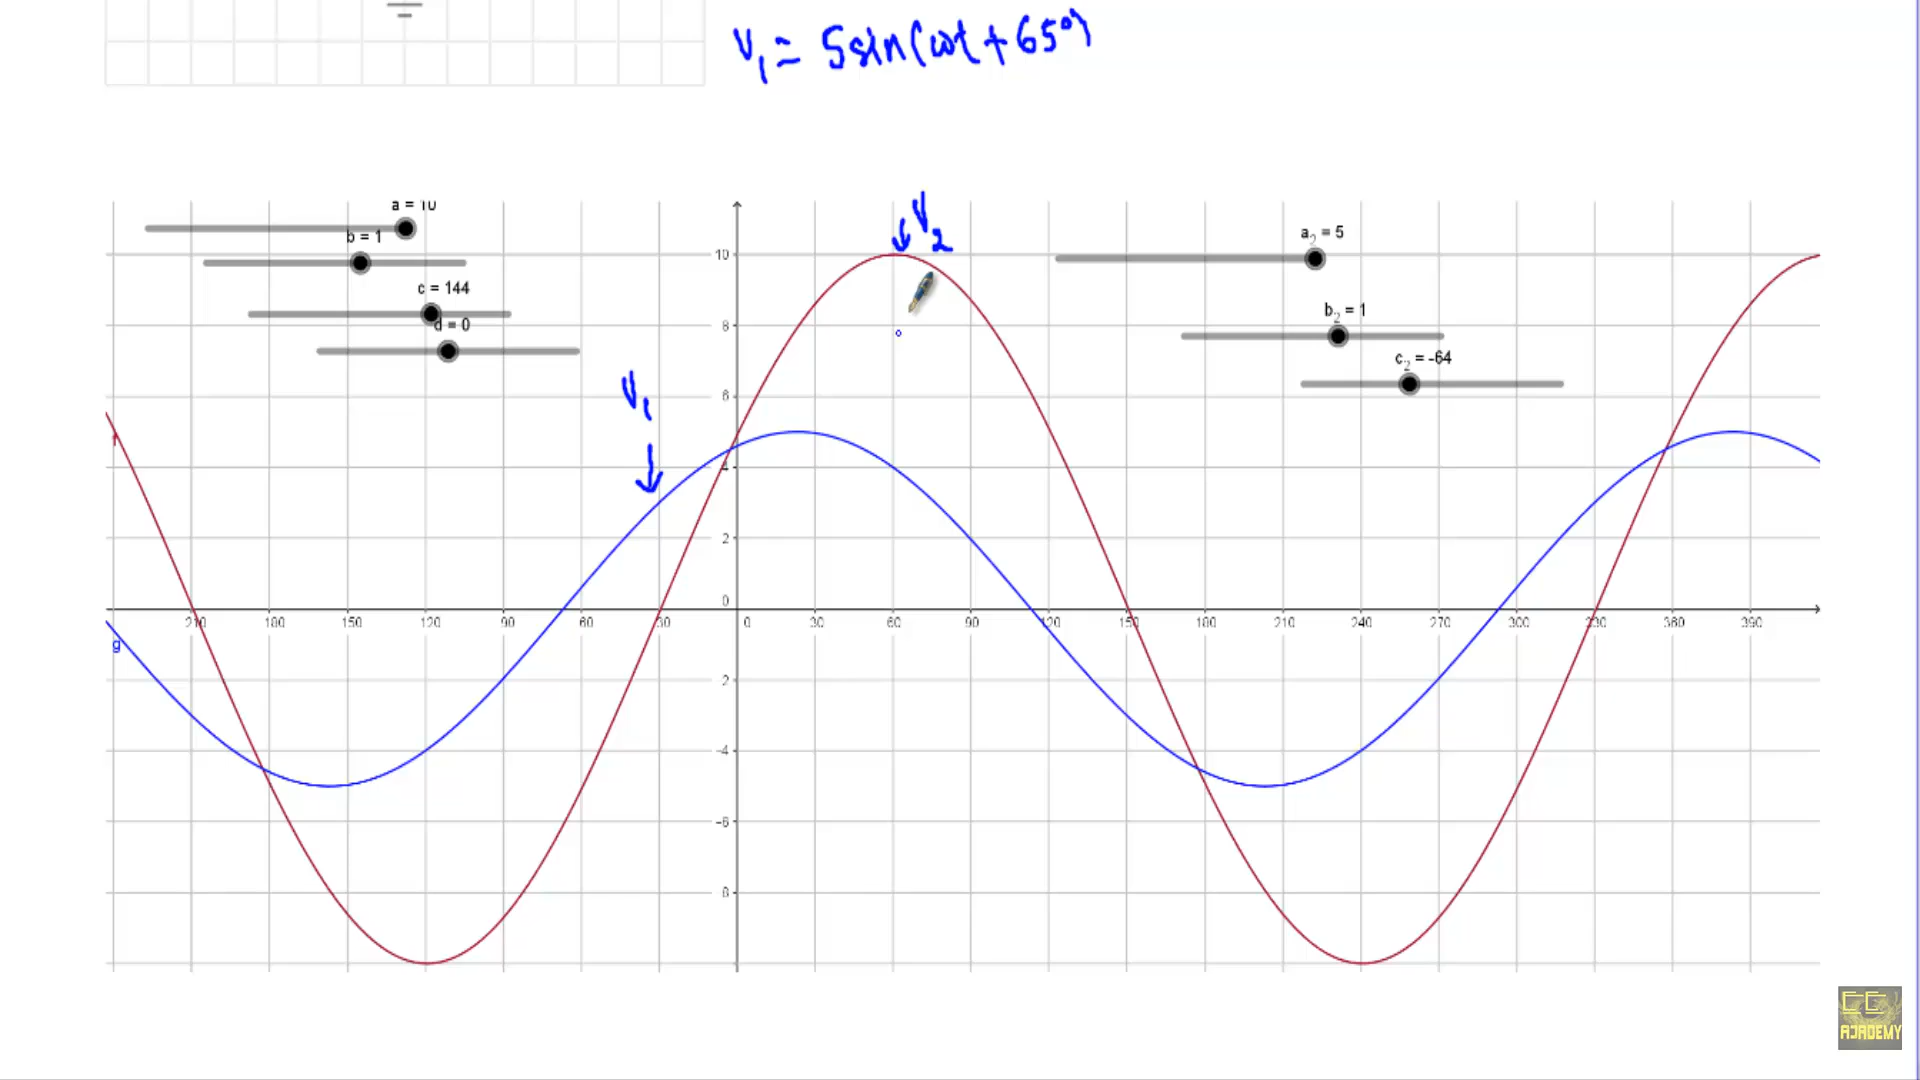 V₁ = 5sin(ωt + 65°)
a = 10
b = 1
c = 144
d = 0
V₂
a₂ = 5
b₂ = 1
c₂ = -64
V₁
10
8
6
4
2
0
f
g
210 180 150 120 90 60 30 0 30 60 90 120 150 180 210 240 270 300 330 360 390
-2
-4
-6
-8
EE
AJADEMY